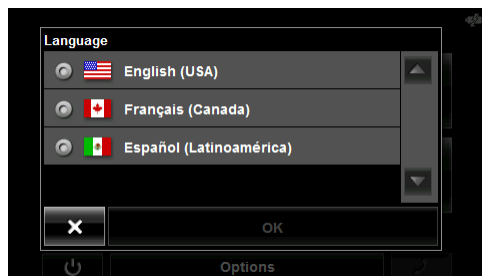 Language
English (USA)
Français (Canada)
Español (Latinoamérica)
OK
Options